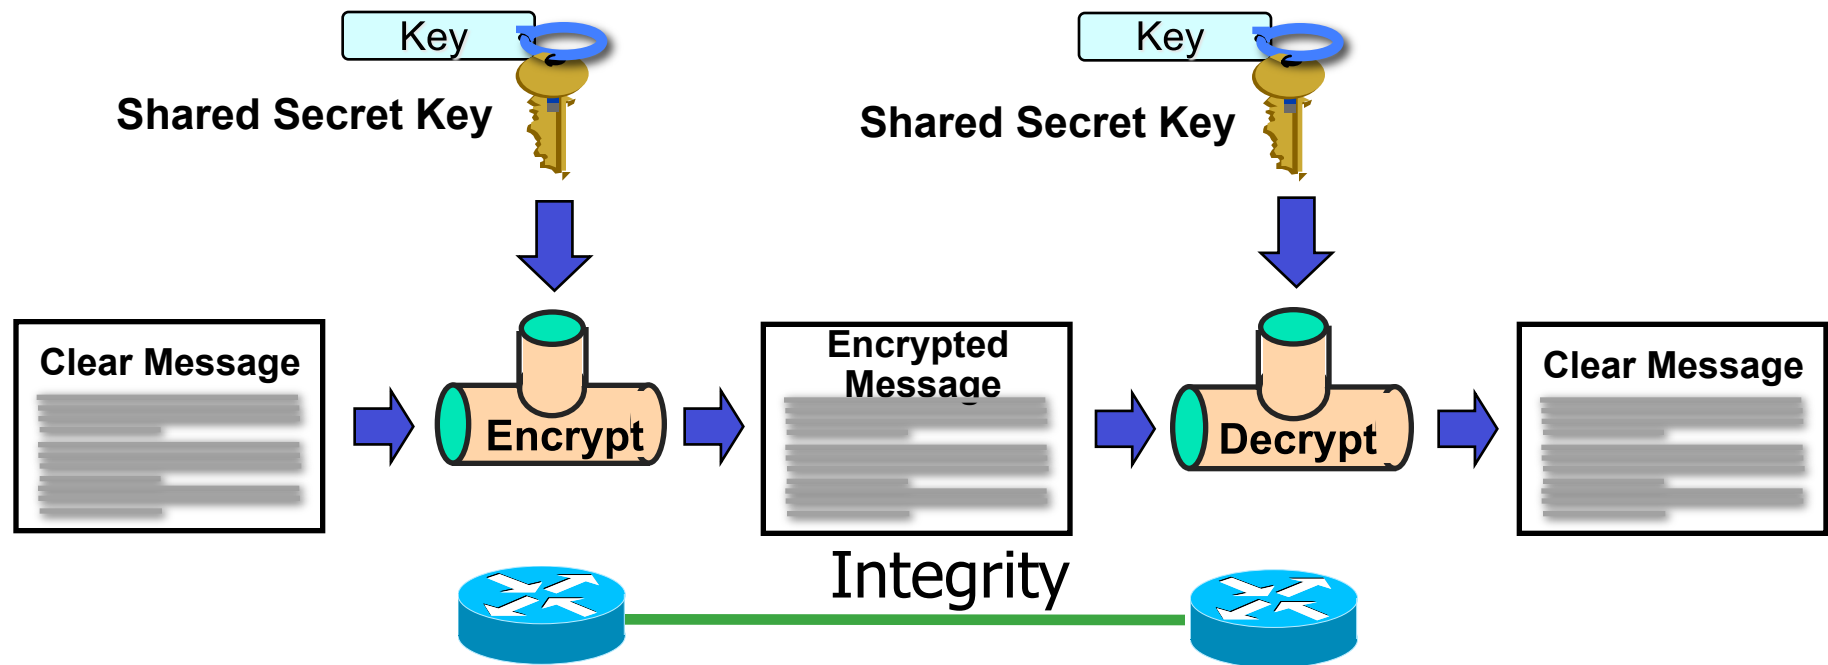 Key
Key
Shared Secret Key
Shared Secret Key
Clear Message
Encrypted
Message
Clear Message
Encrypt
Decrypt
Integrity